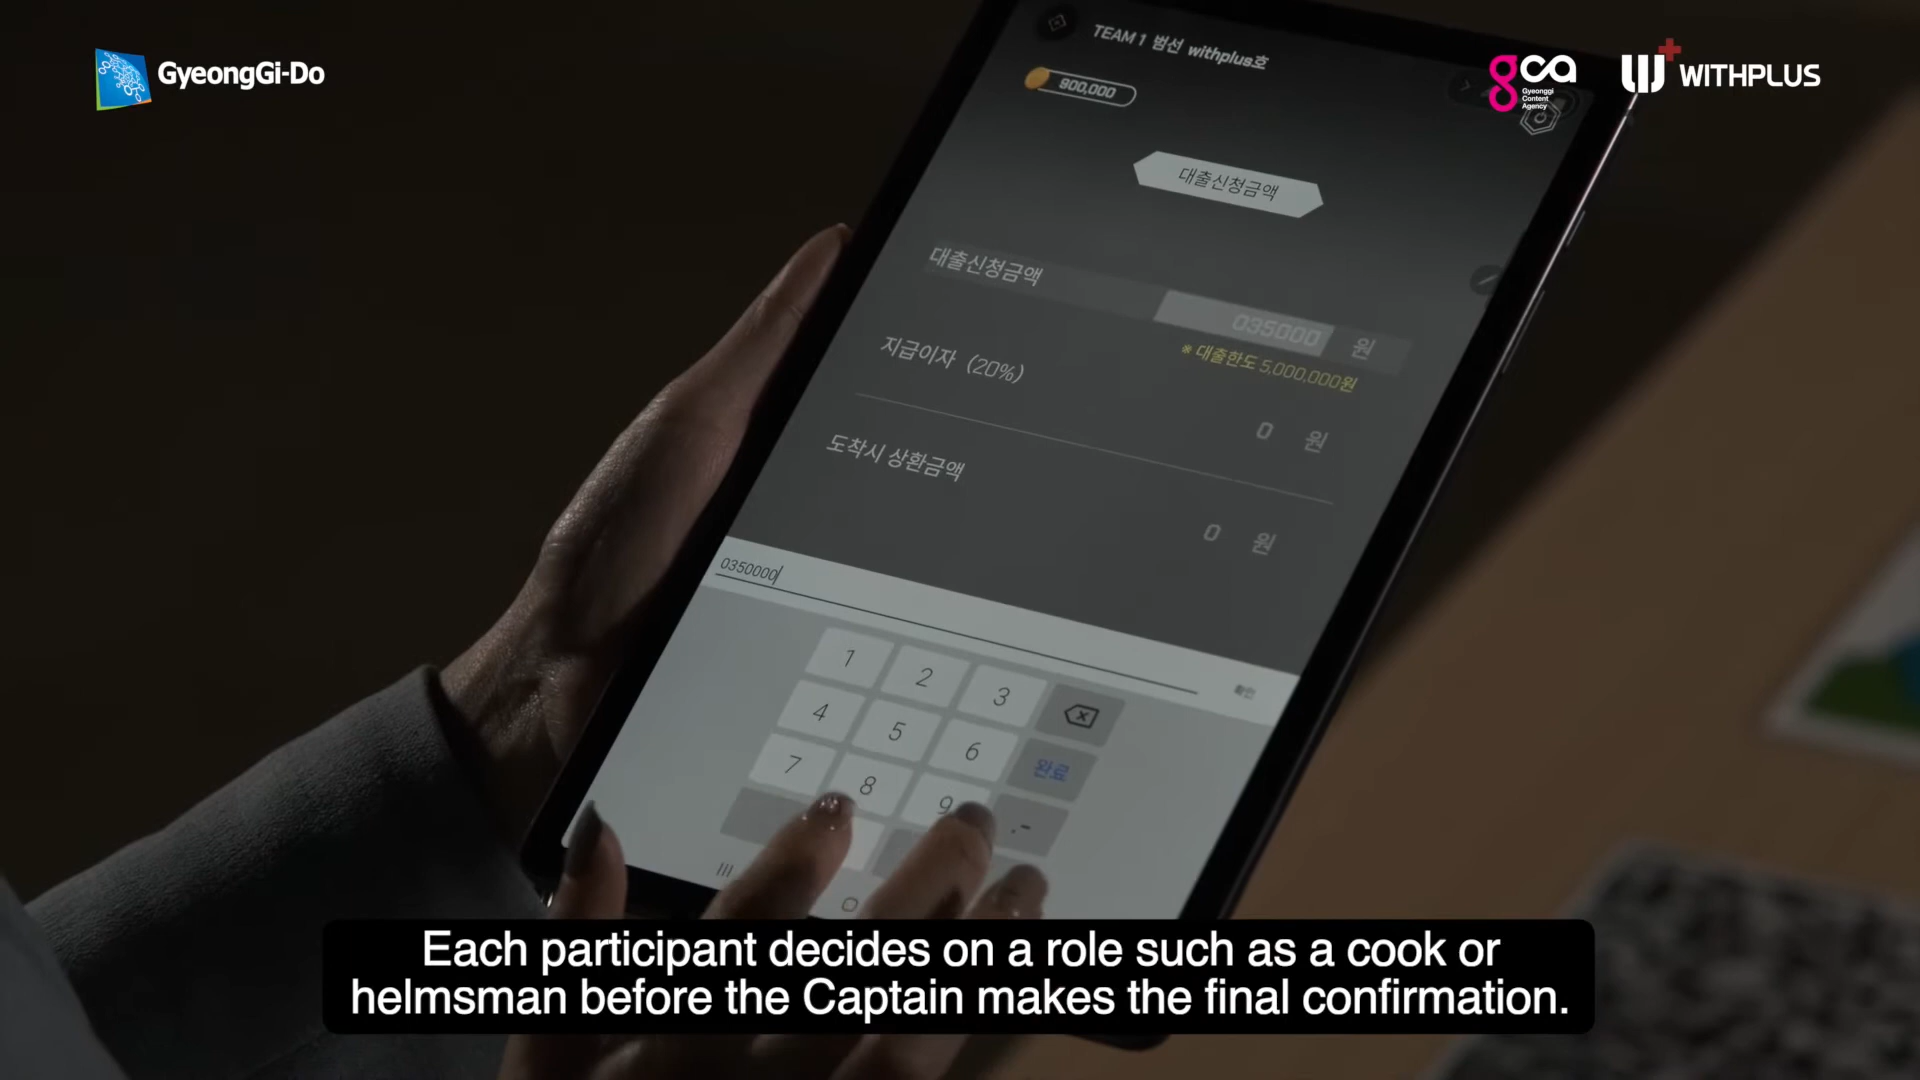 GyeongGi-Do
gca
Gyeonggi
Content
Agency
WITHPLUS
TEAM 1 범선 withplus호
900,000
대출신청금액
대출신청금액
035000 원
※ 대출한도 5,000,000원
지급이자 (20%)
0 원
도착시 상환금액
0 원
0350000
확인
1 2 3
4 5 6
완료
7 8 9
.-
Each participant decides on a role such as a cook or
helmsman before the Captain makes the final confirmation.